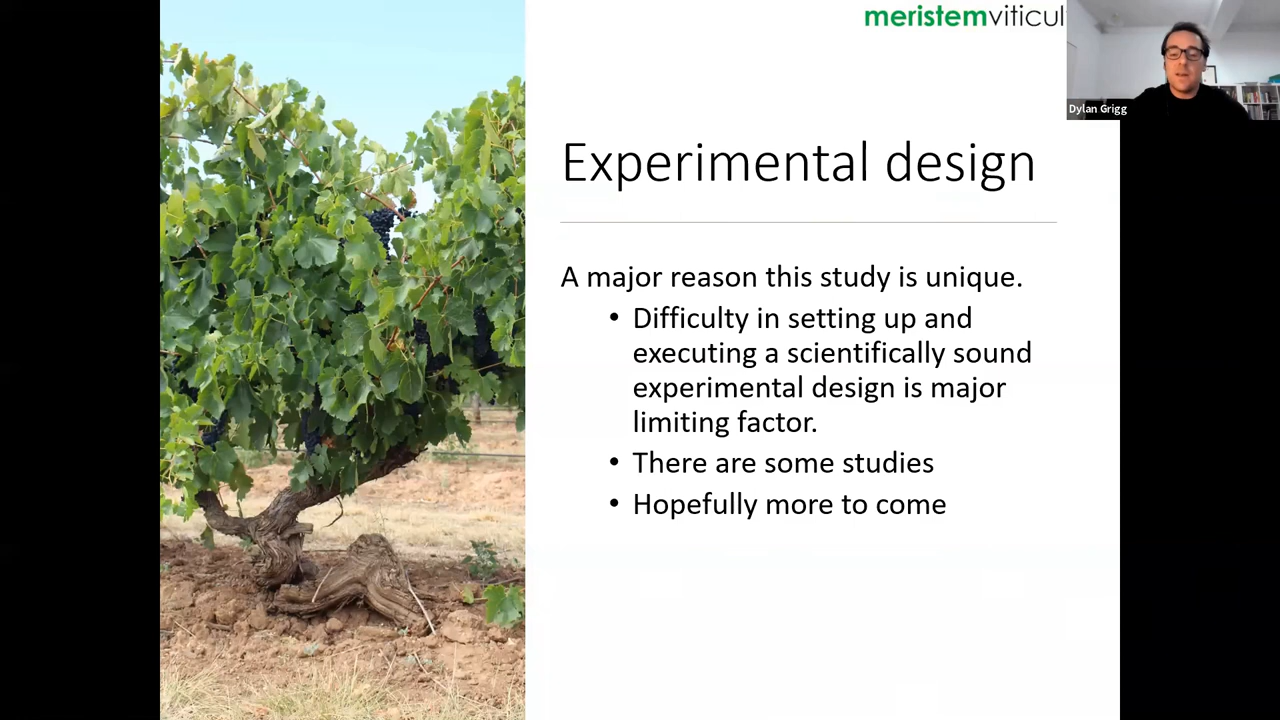 meristemviticul
Dylan Grigg
Experimental design
A major reason this study is unique.
• Difficulty in setting up and
executing a scientifically sound
experimental design is major
limiting factor.
• There are some studies
• Hopefully more to come